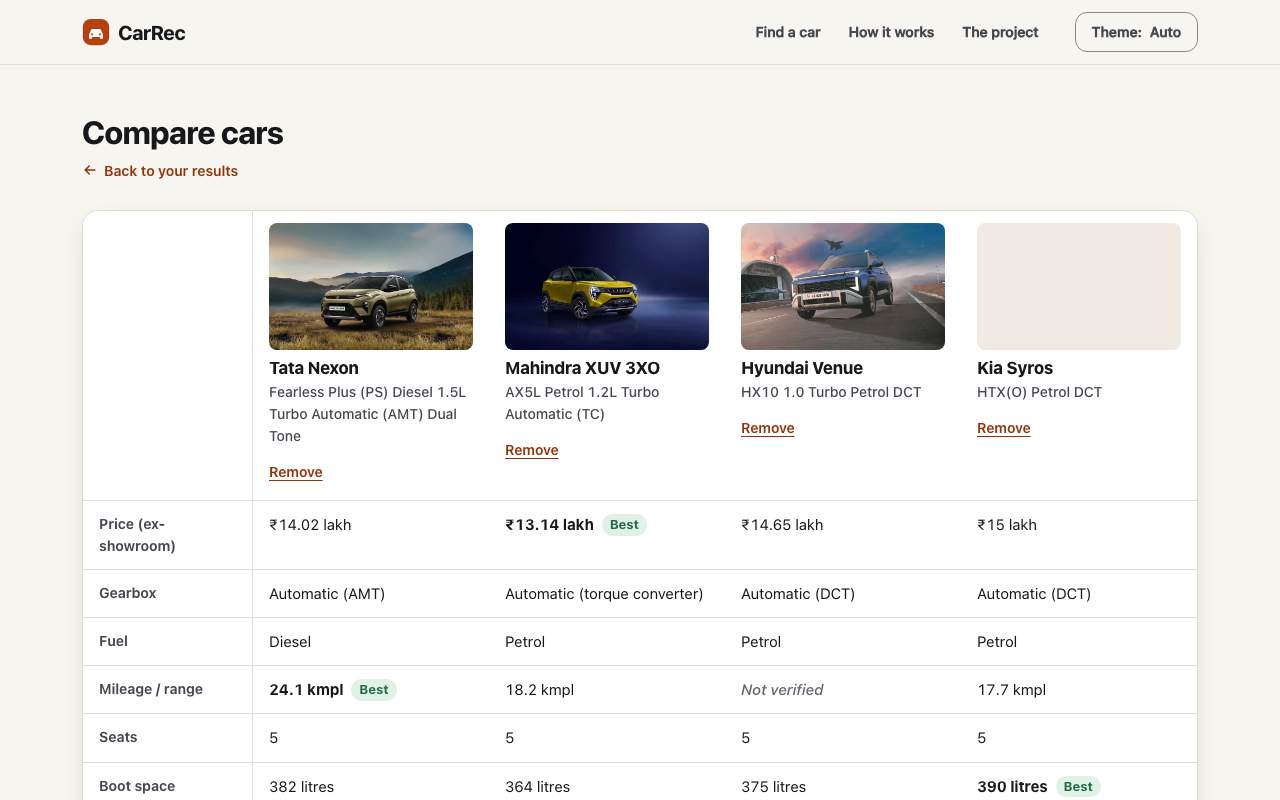 CarRec
Find a car
How it works
The project
Theme: Auto
Compare cars
← Back to your results
Tata Nexon
Fearless Plus (PS) Diesel 1.5L
Turbo Automatic (AMT) Dual
Tone
Remove
Mahindra XUV 3XO
AX5L Petrol 1.2L Turbo
Automatic (TC)
Remove
Hyundai Venue
HX10 1.0 Turbo Petrol DCT
Remove
Kia Syros
HTX(O) Petrol DCT
Remove
Price (ex-
showroom)
₹14.02 lakh
₹13.14 lakh Best
₹14.65 lakh
₹15 lakh
Gearbox
Automatic (AMT)
Automatic (torque converter)
Automatic (DCT)
Automatic (DCT)
Fuel
Diesel
Petrol
Petrol
Petrol
Mileage / range
24.1 kmpl Best
18.2 kmpl
Not verified
17.7 kmpl
Seats
5
5
5
5
Boot space
382 litres
364 litres
375 litres
390 litres Best